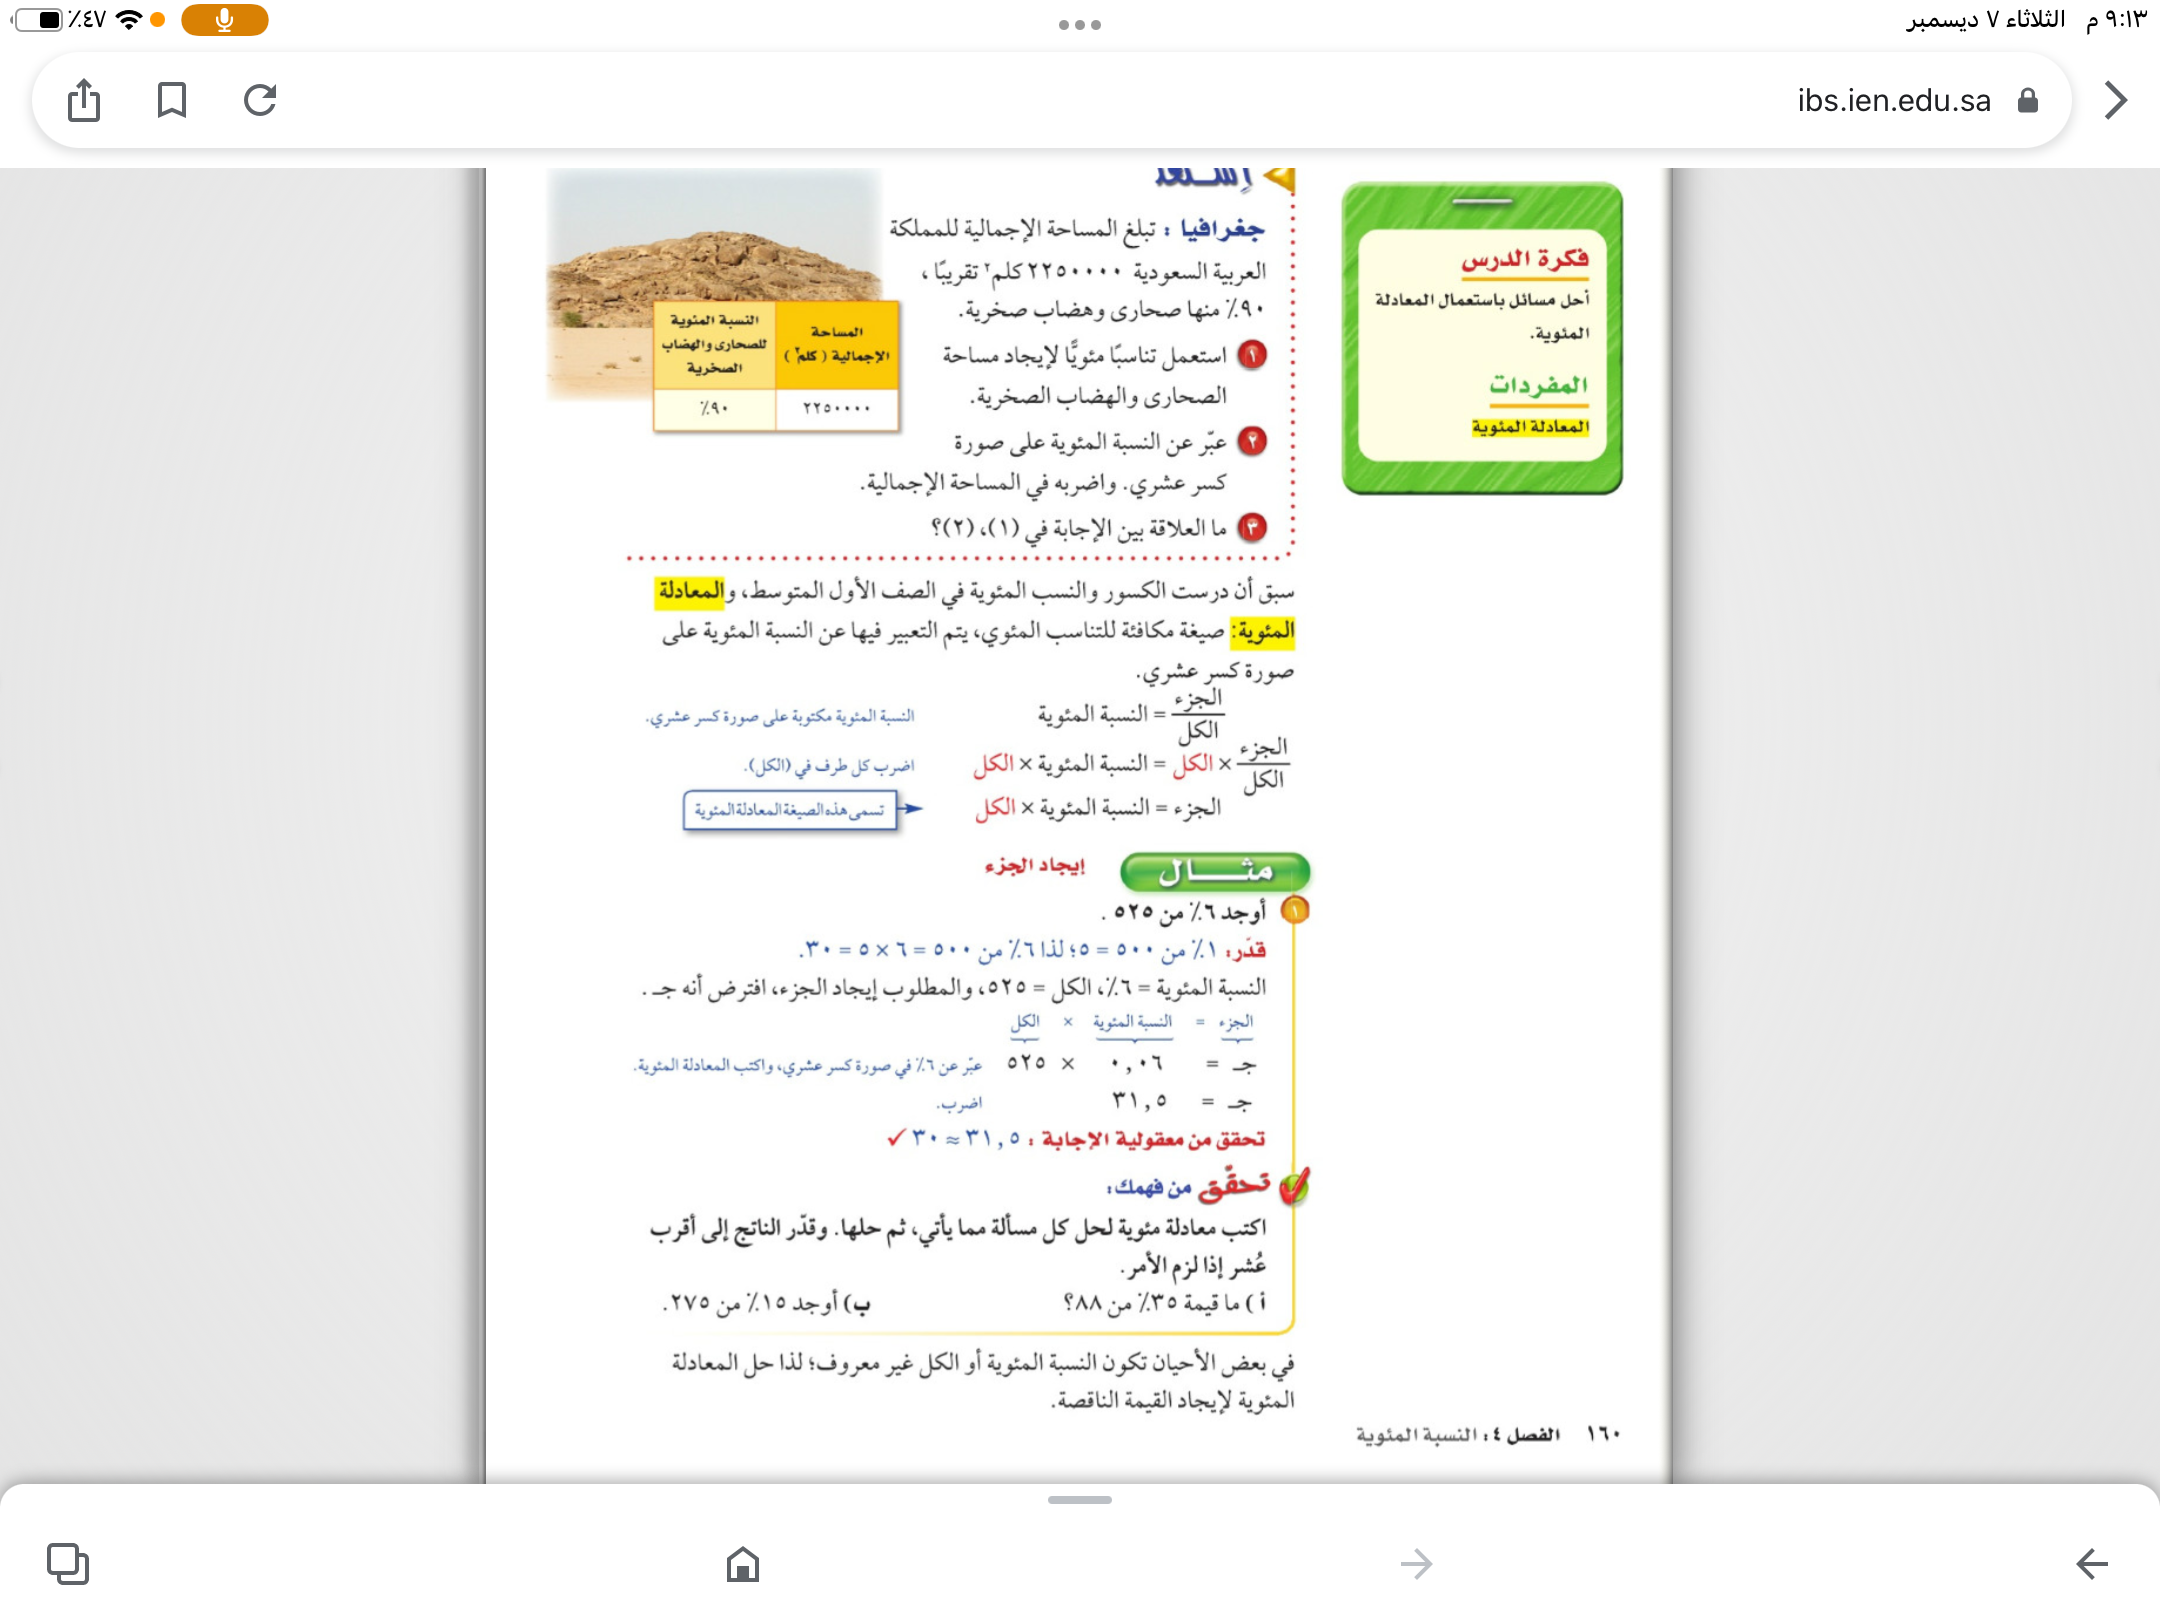 ٩:١٣ م الثلاثاء ٧ ديسمبر
٪٤٧
ibs.ien.edu.sa
فكرة الدرس
أحل مسائل باستعمال المعادلة
المئوية.
المفردات
المعادلة المئوية
اِسْتَعِد
جغرافيا : تبلغ المساحة الإجمالية للمملكة
العربية السعودية ٢٢٥٠٠٠٠ كلم٢ تقريبًا ،
٩٠٪ منها صحارى وهضاب صخرية.
١ استعمل تناسبًا مئويًّا لإيجاد مساحة
الصحارى والهضاب الصخرية.
٢ عبّر عن النسبة المئوية على صورة
كسر عشري. واضربه في المساحة الإجمالية.
٣ ما العلاقة بين الإجابة في (١)، (٢)؟
المساحة
الإجمالية ( كلم٢ )
النسبة المئوية
للصحارى والهضاب
الصخرية
٢٢٥٠٠٠٠
٩٠٪
سبق أن درست الكسور والنسب المئوية في الصف الأول المتوسط، والمعادلة
المئوية: صيغة مكافئة للتناسب المئوي، يتم التعبير فيها عن النسبة المئوية على
صورة كسر عشري.
الجزء / الكل = النسبة المئوية
النسبة المئوية مكتوبة على صورة كسر عشري.
الجزء / الكل × الكل = النسبة المئوية × الكل
اضرب كل طرف في (الكل).
الجزء = النسبة المئوية × الكل
تسمى هذه الصيغة المعادلة المئوية
مثــــال إيجاد الجزء
١ أوجد ٦٪ من ٥٢٥ .
قدّر: ١٪ من ٥٠٠ = ٥؛ لذا ٦٪ من ٥٠٠ = ٦ × ٥ = ٣٠.
النسبة المئوية = ٦٪، الكل = ٥٢٥، والمطلوب إيجاد الجزء، افترض أنه جـ .
الجزء = النسبة المئوية × الكل
جـ = ٠,٠٦ × ٥٢٥ عبّر عن ٦٪ في صورة كسر عشري، واكتب المعادلة المئوية.
جـ = ٣١,٥ اضرب.
تحقق من معقولية الإجابة : ٣١,٥ ≈ ٣٠ ✓
تحقّق من فهمك:
اكتب معادلة مئوية لحل كل مسألة مما يأتي، ثم حلها. وقدّر الناتج إلى أقرب
عُشر إذا لزم الأمر.
أ ) ما قيمة ٣٥٪ من ٨٨؟ ب) أوجد ١٥٪ من ٢٧٥.
في بعض الأحيان تكون النسبة المئوية أو الكل غير معروف؛ لذا حل المعادلة
المئوية لإيجاد القيمة الناقصة.
١٦٠ الفصل ٤ : النسبة المئوية